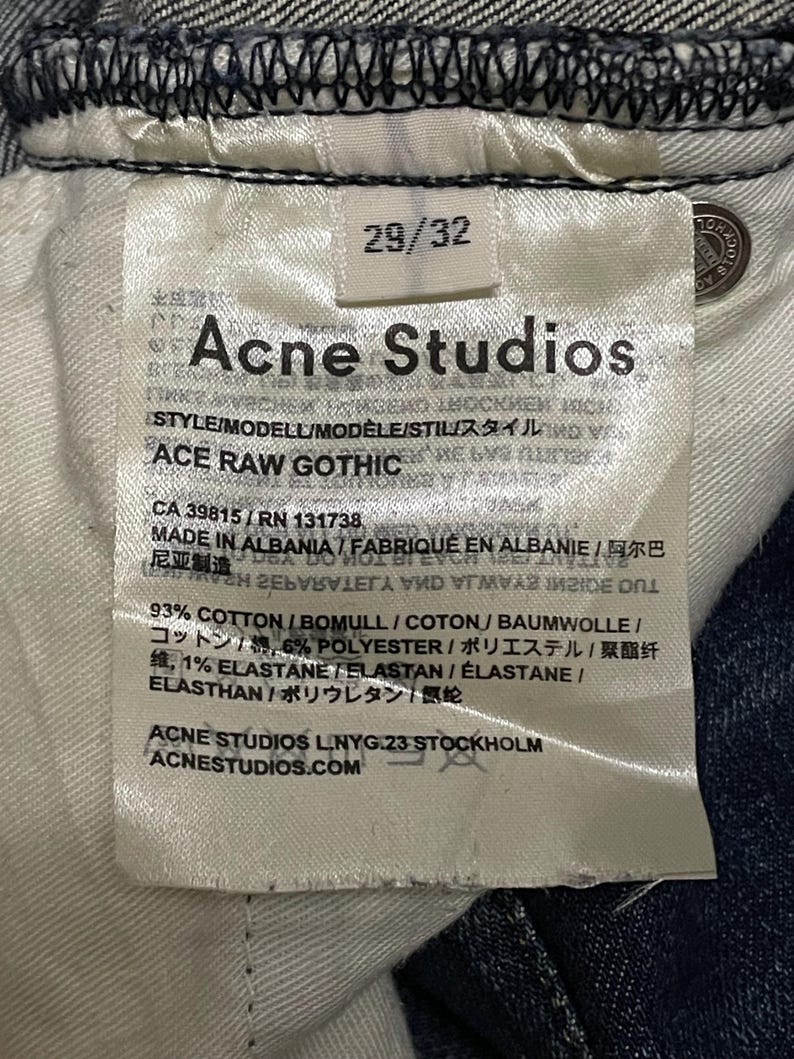 29/32
Acne Studios
STYLE/MODELL/MODÈLE/STIL/スタイル
ACE RAW GOTHIC
CA 39815 / RN 131738
MADE IN ALBANIA / FABRIQUÉ EN ALBANIE / 阿尔巴
尼亚制造
93% COTTON / BOMULL / COTON / BAUMWOLLE /
コットン / 棉, 6% POLYESTER / ポリエステル / 聚酯纤
维, 1% ELASTANE / ELASTAN / ÉLASTANE /
ELASTHAN / ポリウレタン / 氨纶
ACNE STUDIOS L.NYG.23 STOCKHOLM
ACNESTUDIOS.COM